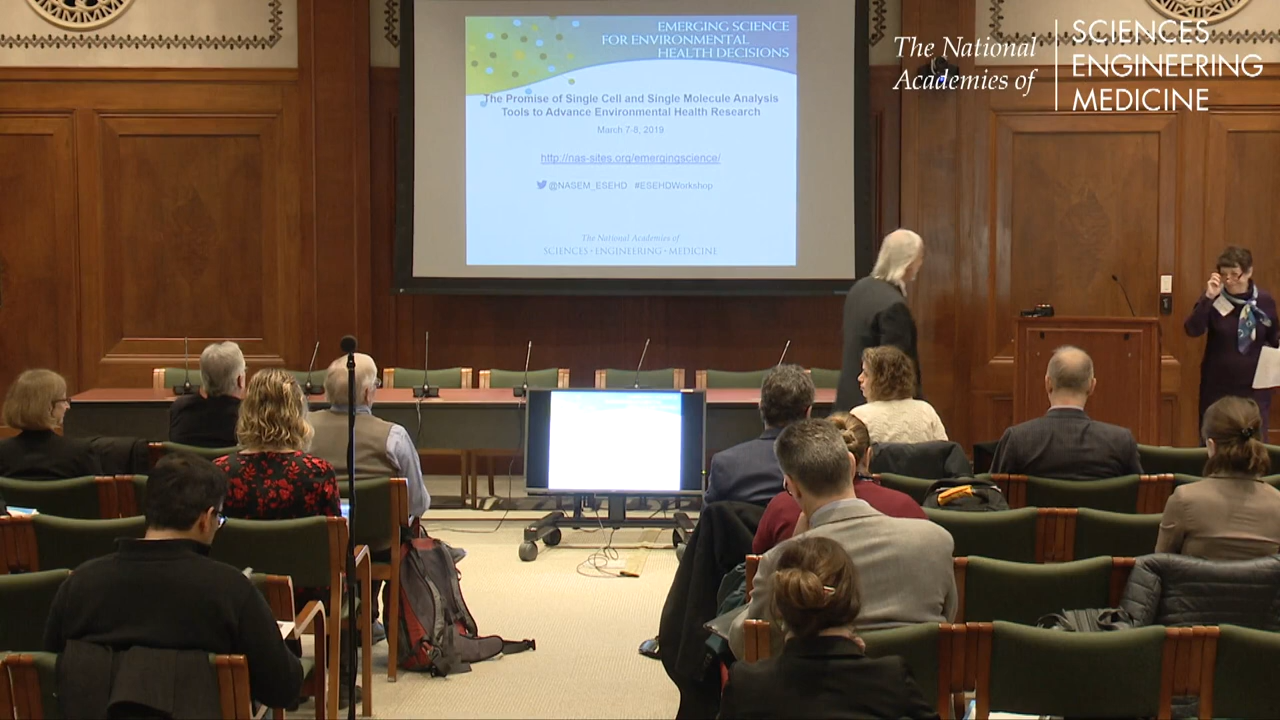 EMERGING SCIENCE
FOR ENVIRONMENTAL
HEALTH DECISIONS
The Promise of Single Cell and Single Molecule Analysis
Tools to Advance Environmental Health Research
March 7-8, 2019
http://nas-sites.org/emergingscience/
@NASEM_ESEHD #ESEHDWorkshop
The National Academies of
SCIENCES • ENGINEERING • MEDICINE
The National
Academies of
SCIENCES
ENGINEERING
MEDICINE